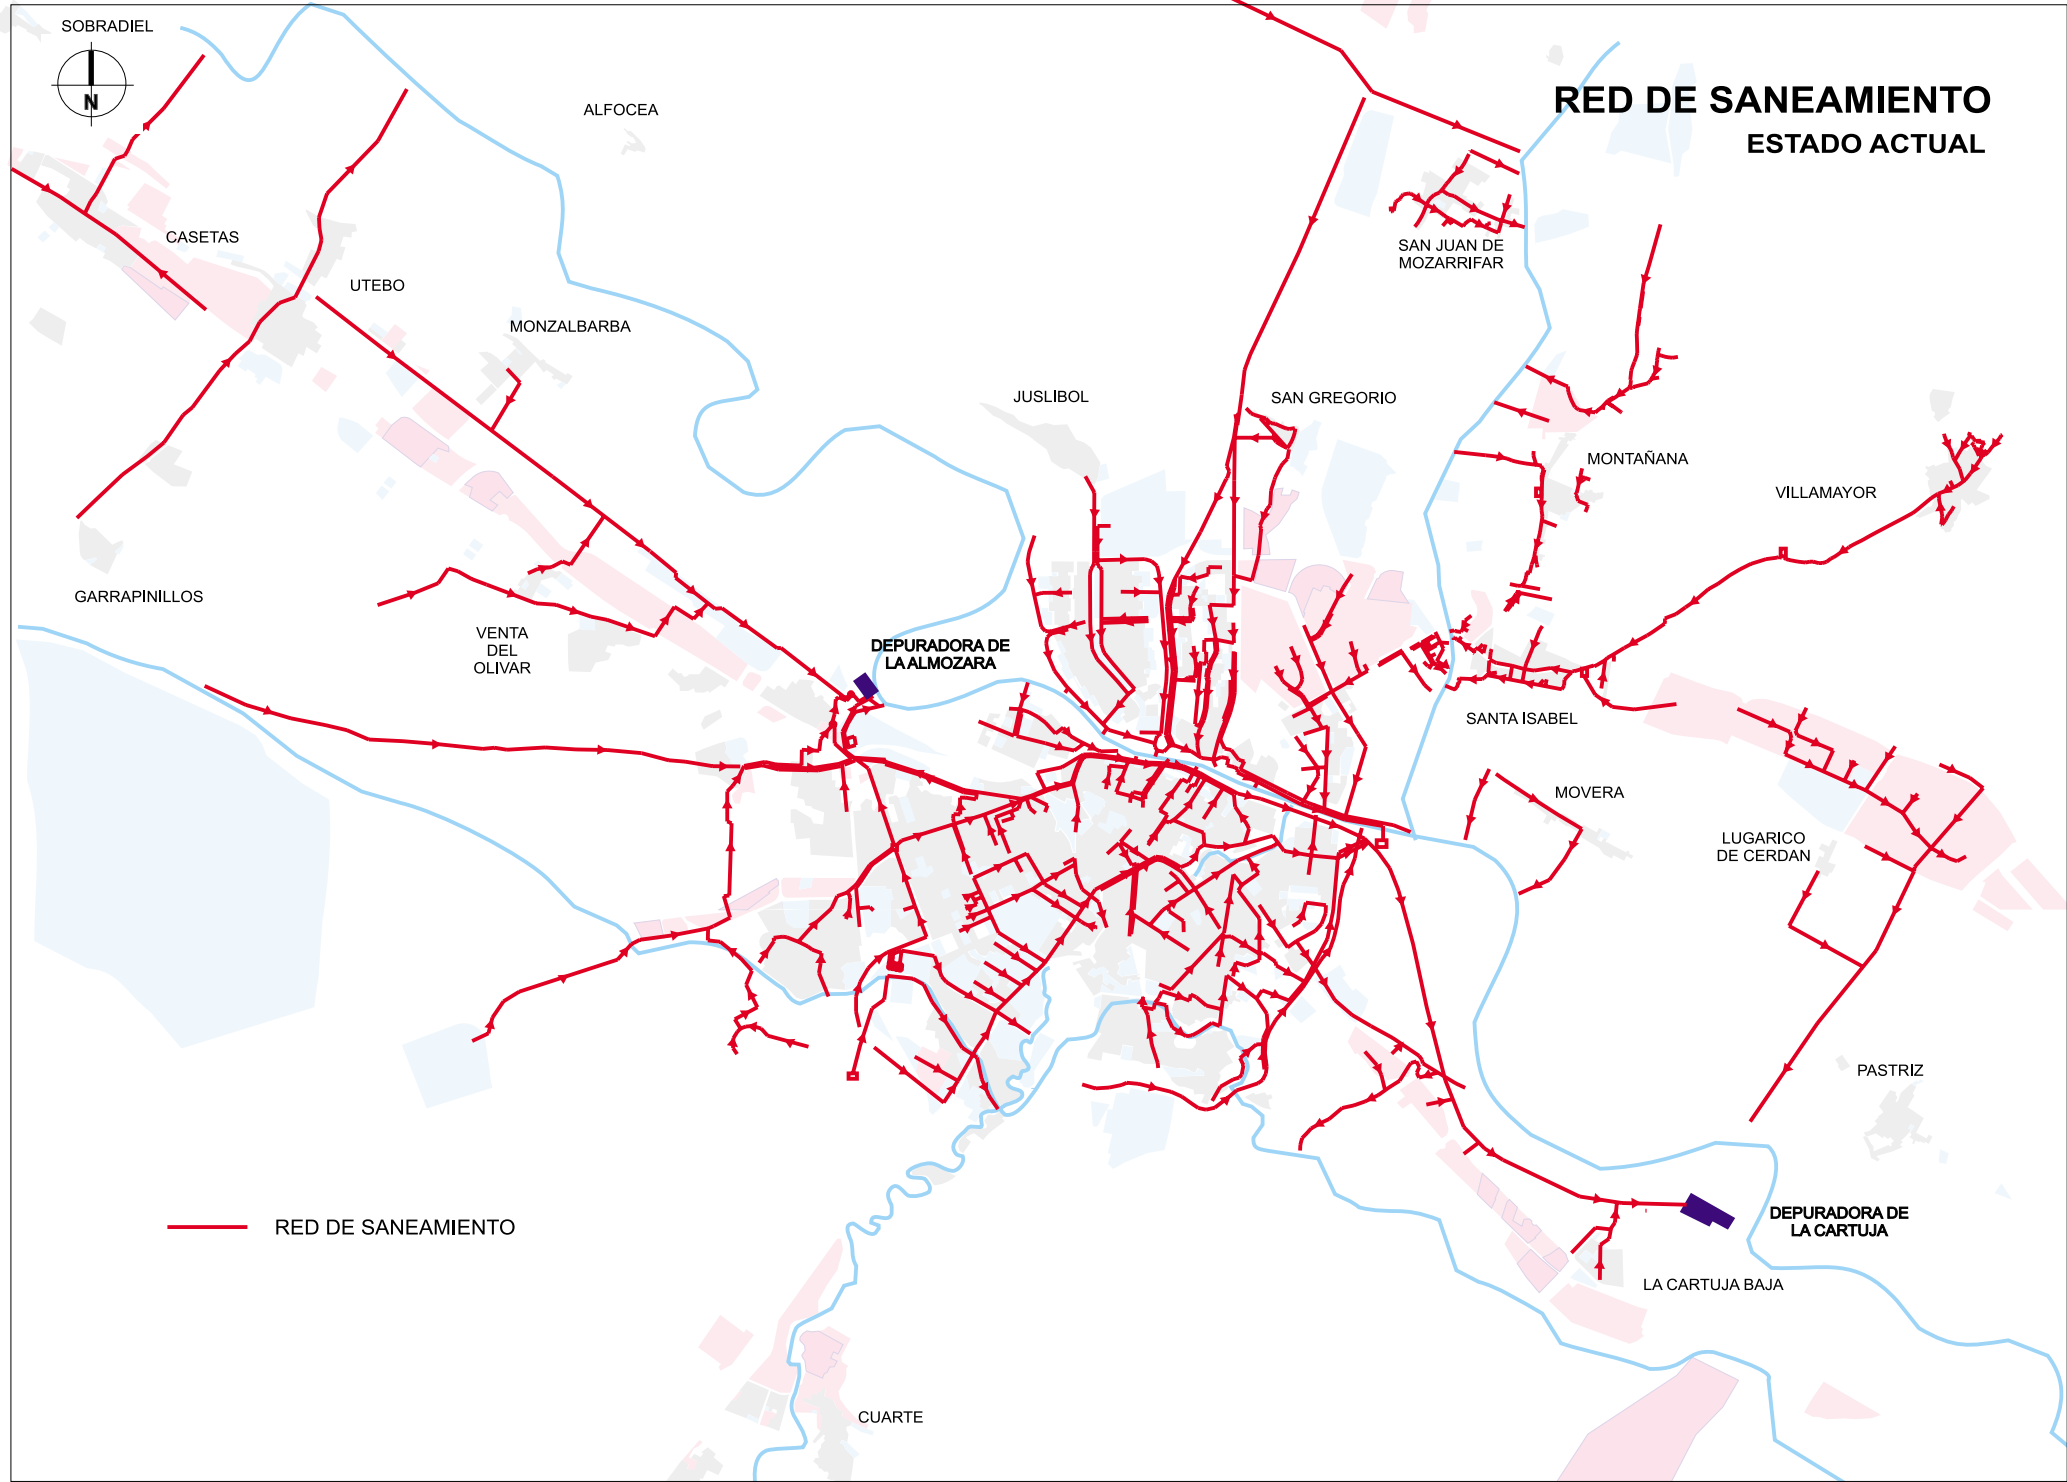 SOBRADIEL
N
ALFOCEA
RED DE SANEAMIENTO
ESTADO ACTUAL
CASETAS
UTEBO
MONZALBARBA
SAN JUAN DE
MOZARRIFAR
JUSLIBOL
SAN GREGORIO
MONTAÑANA
VILLAMAYOR
GARRAPINILLOS
VENTA
DEL
OLIVAR
DEPURADORA DE
LA ALMOZARA
SANTA ISABEL
MOVERA
LUGARICO
DE CERDAN
PASTRIZ
RED DE SANEAMIENTO
DEPURADORA DE
LA CARTUJA
LA CARTUJA BAJA
CUARTE